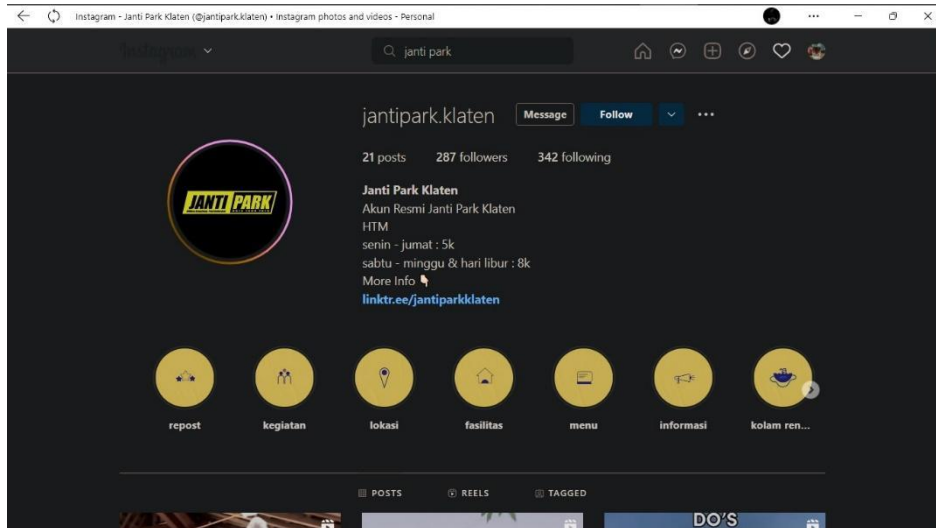 Instagram - Janti Park Klaten (@jantipark.klaten) • Instagram photos and videos - Personal
Instagram
janti park
jantipark.klaten Message Follow
21 posts 287 followers 342 following
JANTI PARK
Janti Park Klaten
Akun Resmi Janti Park Klaten
HTM
senin - jumat : 5k
sabtu - minggu & hari libur : 8k
More Info 👇🏻
linktr.ee/jantiparkklaten
repost kegiatan lokasi fasilitas menu informasi kolam ren...
POSTS REELS TAGGED
DO'S